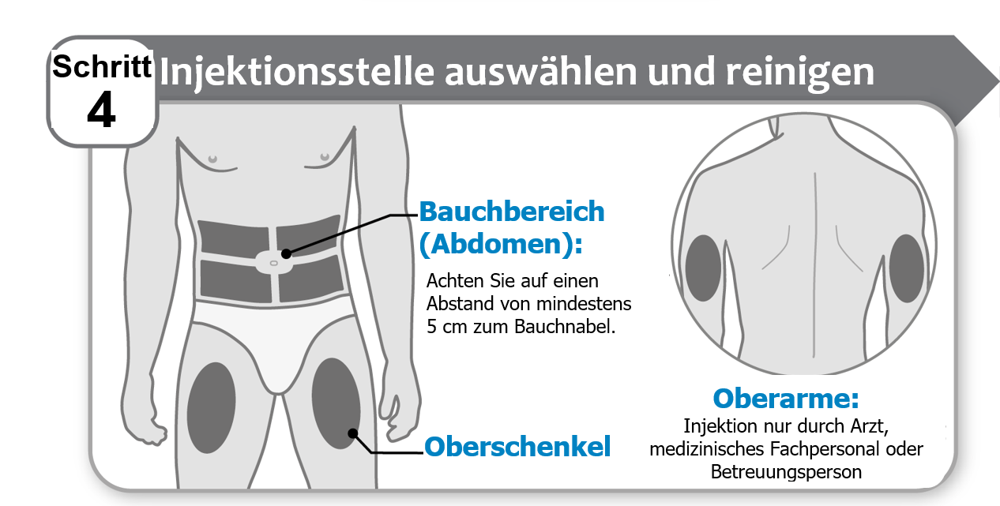 Schritt
4
Injektionsstelle auswählen und reinigen
Bauchbereich
(Abdomen):
Achten Sie auf einen
Abstand von mindestens
5 cm zum Bauchnabel.
Oberschenkel
Oberarme:
Injektion nur durch Arzt,
medizinisches Fachpersonal oder
Betreuungsperson